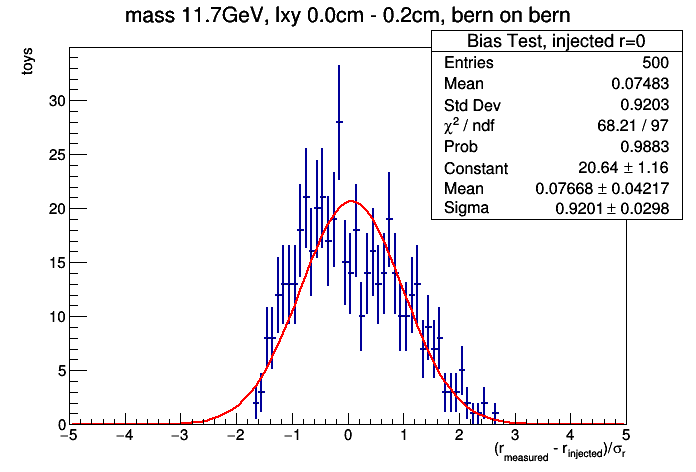 mass 11.7GeV, lxy 0.0cm - 0.2cm, bern on bern
Bias Test, injected r=0
Entries 500
Mean 0.07483
Std Dev 0.9203
χ² / ndf 68.21 / 97
Prob 0.9883
Constant 20.64 ± 1.16
Mean 0.07668 ± 0.04217
Sigma 0.9201 ± 0.0298
toys
30
25
20
15
10
5
0
−5 −4 −3 −2 −1 0 1 2 3 4 5
(r_measured - r_injected)/σ_r